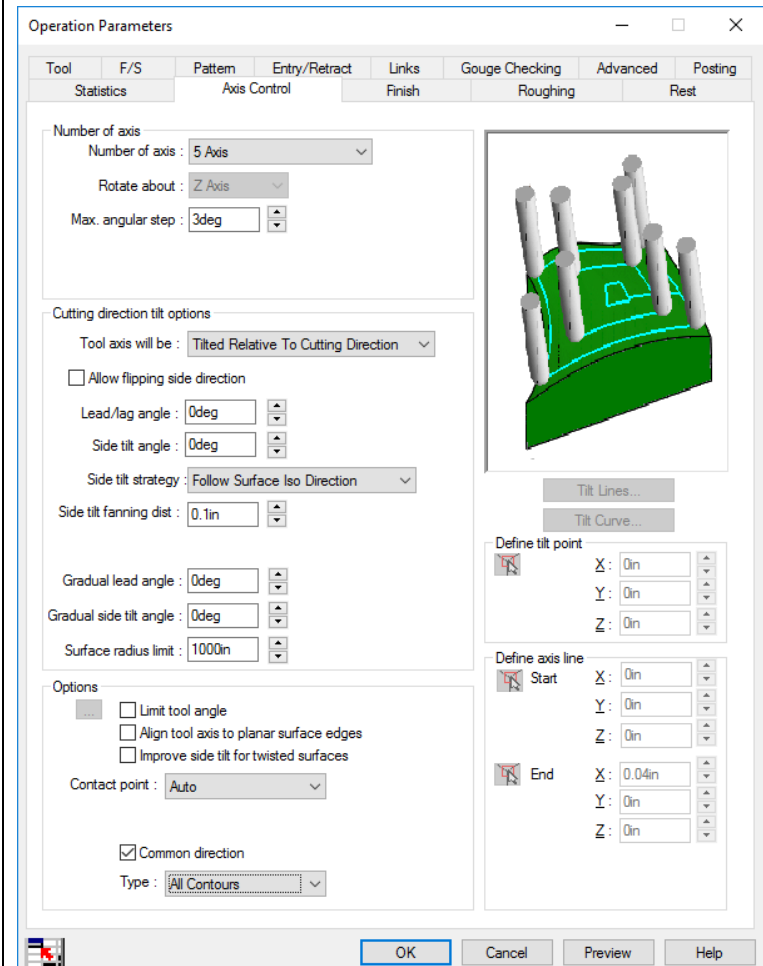 Operation Parameters
Tool F/S Pattern Entry/Retract Links Gouge Checking Advanced Posting
Statistics Axis Control Finish Roughing Rest
Number of axis
Number of axis : 5 Axis
Rotate about : Z Axis
Max. angular step : 3deg
Cutting direction tilt options
Tool axis will be : Tilted Relative To Cutting Direction
Allow flipping side direction
Lead/lag angle : 0deg
Side tilt angle : 0deg
Side tilt strategy : Follow Surface Iso Direction
Side tilt fanning dist : 0.1in
Gradual lead angle : 0deg
Gradual side tilt angle : 0deg
Surface radius limit : 1000in
Options
...
Limit tool angle
Align tool axis to planar surface edges
Improve side tilt for twisted surfaces
Contact point : Auto
Common direction
Type : All Contours
Tilt Lines...
Tilt Curve...
Define tilt point
X : 0in
Y : 0in
Z : 0in
Define axis line
Start X : 0in
Y : 0in
Z : 0in
End X : 0.04in
Y : 0in
Z : 0in
OK Cancel Preview Help